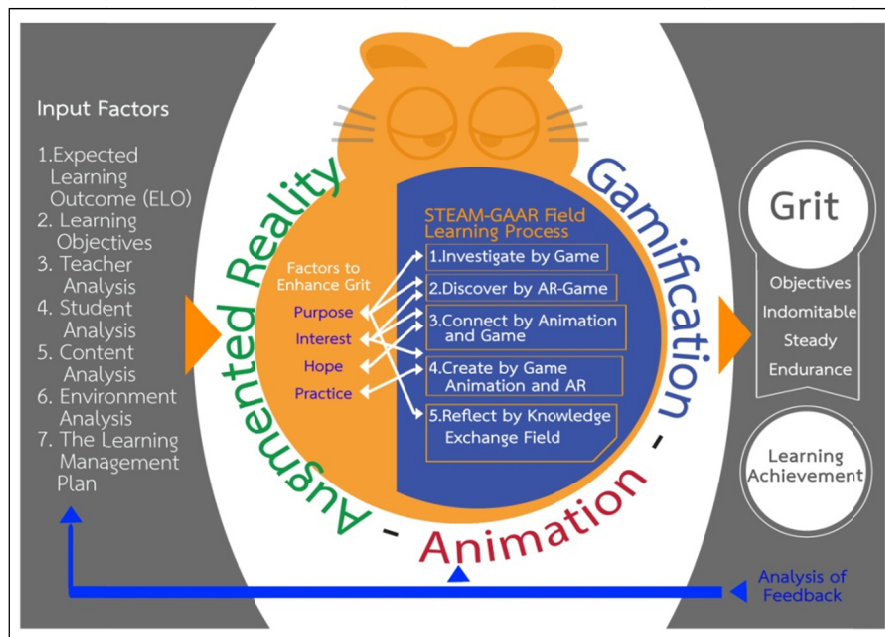 Input Factors
1.Expected
Learning
Outcome (ELO)
2. Learning
Objectives
3. Teacher
Analysis
4. Student
Analysis
5. Content
Analysis
6. Environment
Analysis
7. The Learning
Management
Plan
Augmented Reality - Animation - Gamification
Factors to
Enhance Grit
Purpose
Interest
Hope
Practice
STEAM-GAAR Field
Learning Process
1.Investigate by Game
2.Discover by AR-Game
3.Connect by Animation
and Game
4.Create by Game
Animation and AR
5.Reflect by Knowledge
Exchange Field
Grit
Objectives
Indomitable
Steady
Endurance
Learning
Achievement
Analysis of
Feedback